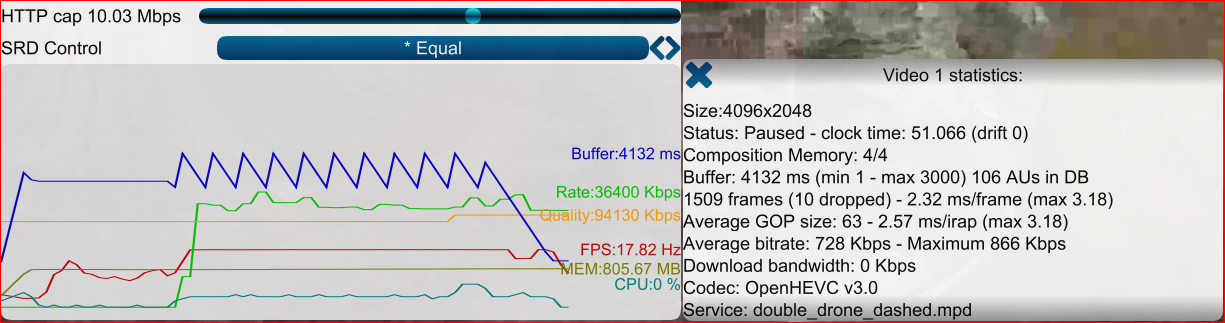 HTTP cap 10.03 Mbps
SRD Control
* Equal
Buffer:4132 ms
Rate:36400 Kbps
Quality:94130 Kbps
FPS:17.82 Hz
MEM:805.67 MB
CPU:0 %
Video 1 statistics:
Size:4096x2048
Status: Paused - clock time: 51.066 (drift 0)
Composition Memory: 4/4
Buffer: 4132 ms (min 1 - max 3000) 106 AUs in DB
1509 frames (10 dropped) - 2.32 ms/frame (max 3.18)
Average GOP size: 63 - 2.57 ms/irap (max 3.18)
Average bitrate: 728 Kbps - Maximum 866 Kbps
Download bandwidth: 0 Kbps
Codec: OpenHEVC v3.0
Service: double_drone_dashed.mpd